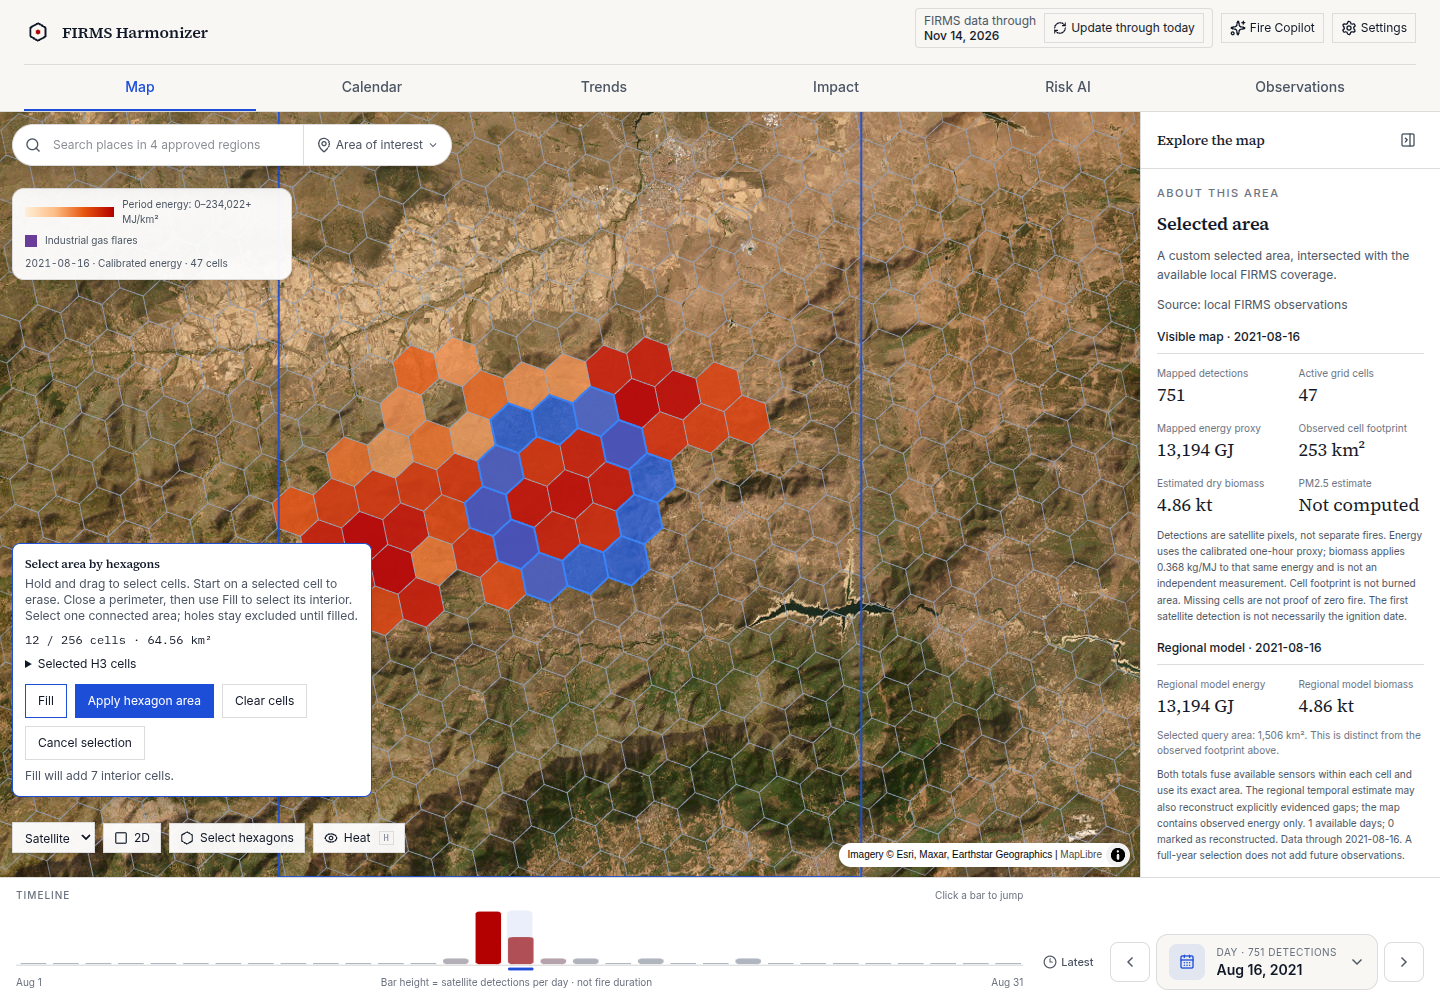 FIRMS Harmonizer
FIRMS data through
Nov 14, 2026
Update through today
Fire Copilot
Settings
Map
Calendar
Trends
Impact
Risk AI
Observations
Search places in 4 approved regions
Area of interest
Period energy: 0–234,022+
MJ/km²
Industrial gas flares
2021-08-16 · Calibrated energy · 47 cells
Select area by hexagons
Hold and drag to select cells. Start on a selected cell to
erase. Close a perimeter, then use Fill to select its interior.
Select one connected area; holes stay excluded until filled.
12 / 256 cells · 64.56 km²
Selected H3 cells
Fill
Apply hexagon area
Clear cells
Cancel selection
Fill will add 7 interior cells.
Satellite
2D
Select hexagons
Heat
H
Imagery © Esri, Maxar, Earthstar Geographics | MapLibre
Explore the map
ABOUT THIS AREA
Selected area
A custom selected area, intersected with the
available local FIRMS coverage.
Source: local FIRMS observations
Visible map · 2021-08-16
Mapped detections
Active grid cells
751
47
Mapped energy proxy
Observed cell footprint
13,194 GJ
253 km²
Estimated dry biomass
PM2.5 estimate
4.86 kt
Not computed
Detections are satellite pixels, not separate fires. Energy
uses the calibrated one-hour proxy; biomass applies
0.368 kg/MJ to that same energy and is not an
independent measurement. Cell footprint is not burned
area. Missing cells are not proof of zero fire. The first
satellite detection is not necessarily the ignition date.
Regional model · 2021-08-16
Regional model energy
Regional model biomass
13,194 GJ
4.86 kt
Selected query area: 1,506 km². This is distinct from the
observed footprint above.
Both totals fuse available sensors within each cell and
use its exact area. The regional temporal estimate may
also reconstruct explicitly evidenced gaps; the map
contains observed energy only. 1 available days; 0
marked as reconstructed. Data through 2021-08-16. A
full-year selection does not add future observations.
TIMELINE
Click a bar to jump
Aug 1
Bar height = satellite detections per day · not fire duration
Aug 31
Latest
DAY · 751 DETECTIONS
Aug 16, 2021